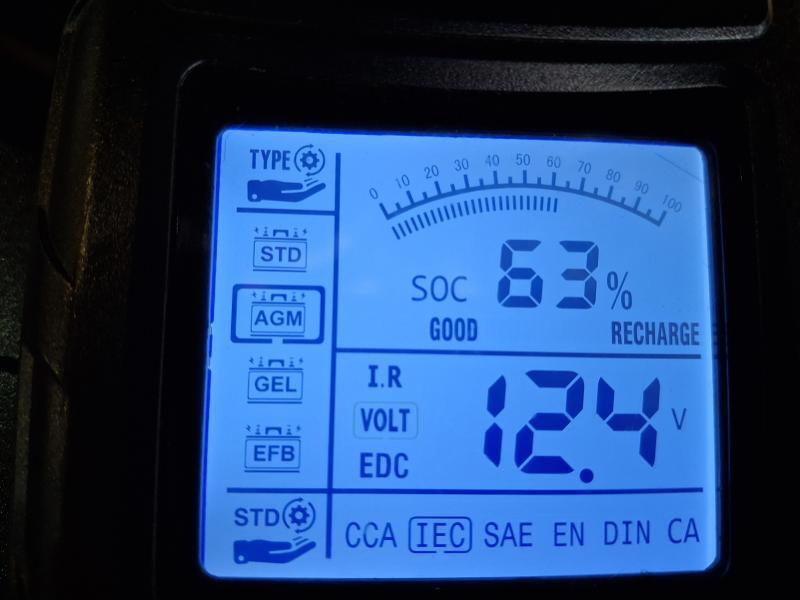 TYPE
0 10 20 30 40 50 60 70 80 90 100
STD
SOC 63%
AGM
GOOD RECHARGE
GEL
I.R
VOLT 12.4 V
EFB
EDC
STD
CCA IEC SAE EN DIN CA